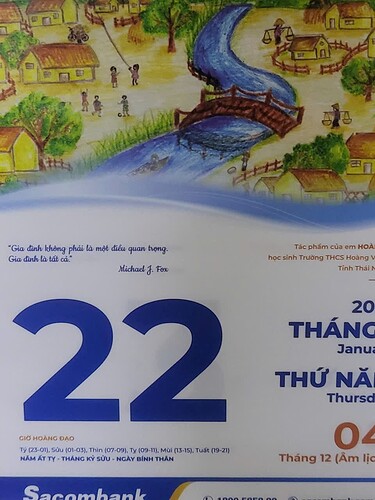 "Gia đình không phải là một điều quan trọng.
Gia đình là tất cả."
Michael J. Fox
Tác phẩm của em HOÀ
học sinh Trường THCS Hoàng V
Tỉnh Thái N
22
20
THÁNG
Janua
THỨ NĂ
Thursd
04
Tháng 12 (Âm lịc
GIỜ HOÀNG ĐẠO
Tý (23-01), Sửu (01-03), Thìn (07-09), Tỵ (09-11), Mùi (13-15), Tuất (19-21)
NĂM ẤT TỴ - THÁNG KỶ SỬU - NGÀY BÍNH THÂN
Sacombank